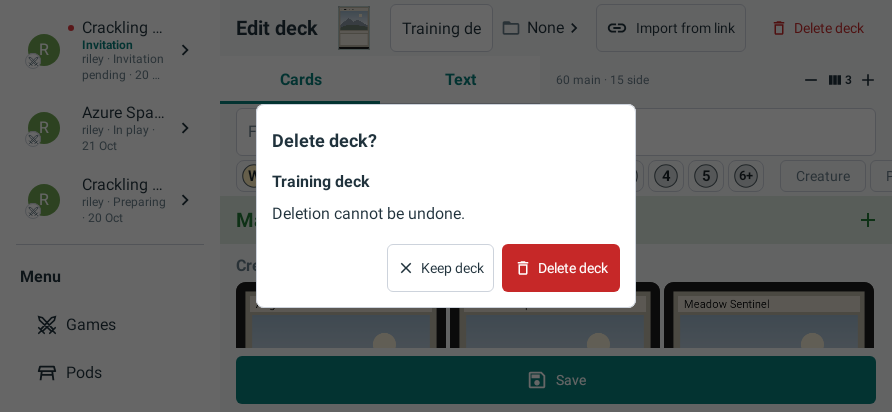 Crackling ...
Invitation
riley · Invitation
pending · 20 ...
R
Azure Spa...
riley · In play ·
21 Oct
R
Crackling ...
riley · Preparing
· 20 Oct
R
Menu
Games
Pods
Edit deck
Training de
None
Import from link
Delete deck
Cards
Text
60 main · 15 side
3
4
5
6+
Creature
Delete deck?
Training deck
Deletion cannot be undone.
Keep deck
Delete deck
Meadow Sentinel
Save